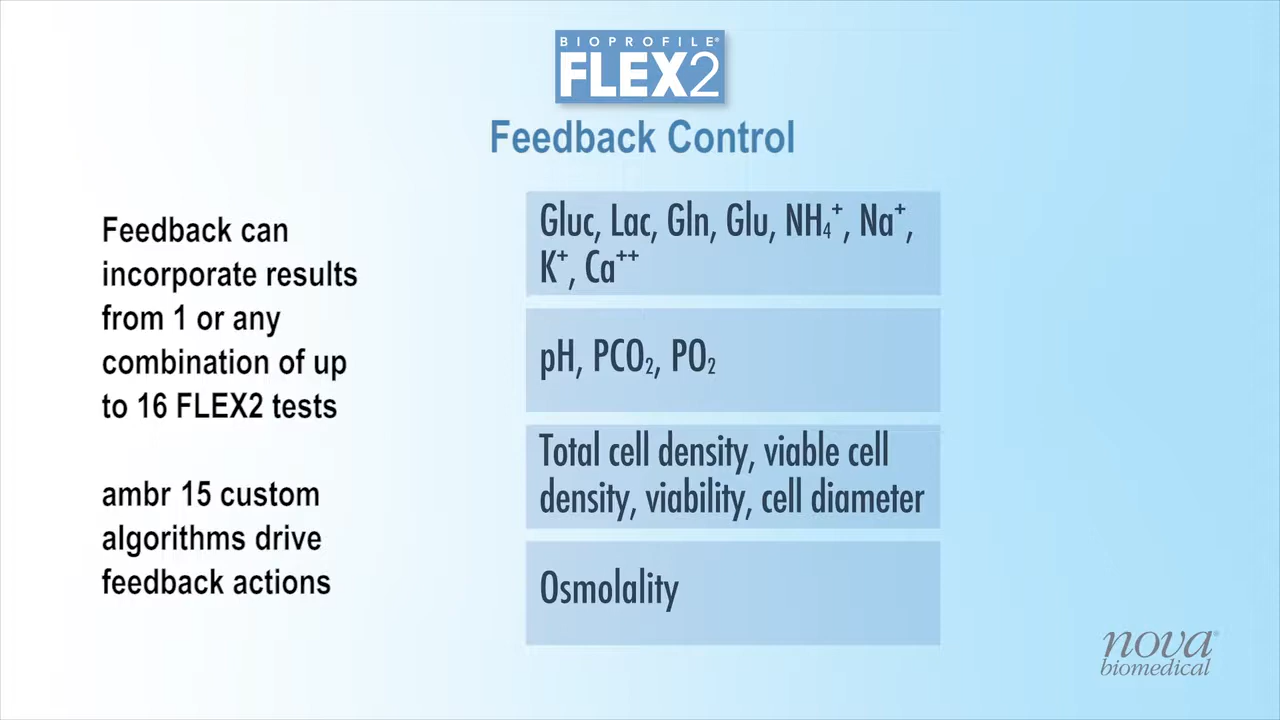 BIOPROFILE®
FLEX2
Feedback Control
Feedback can
incorporate results
from 1 or any
combination of up
to 16 FLEX2 tests
ambr 15 custom
algorithms drive
feedback actions
Gluc, Lac, Gln, Glu, NH₄⁺, Na⁺,
K⁺, Ca⁺⁺
pH, PCO₂, PO₂
Total cell density, viable cell
density, viability, cell diameter
Osmolality
nova®
biomedical